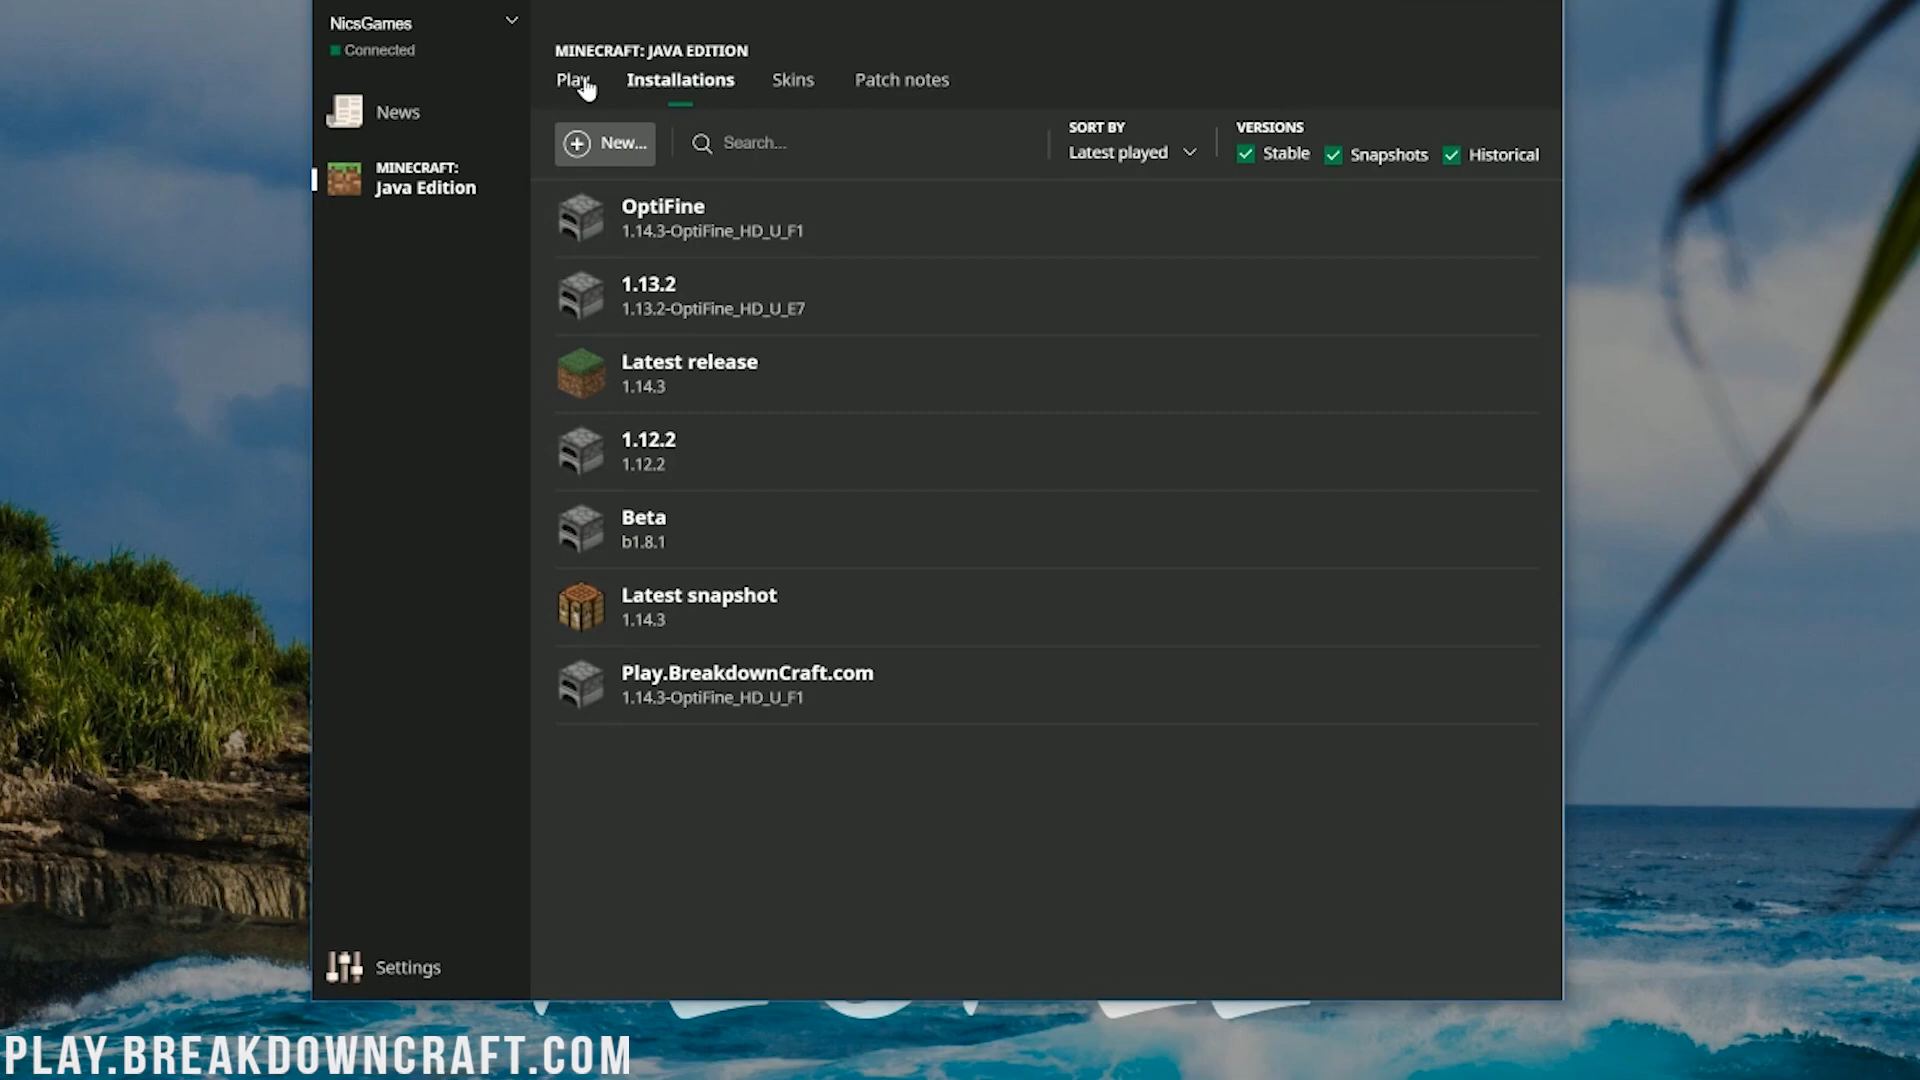 NicsGames
Connected
News
MINECRAFT:
Java Edition
Settings
MINECRAFT: JAVA EDITION
Play Installations Skins Patch notes
New... Search...
SORT BY
Latest played
VERSIONS
Stable Snapshots Historical
OptiFine
1.14.3-OptiFine_HD_U_F1
1.13.2
1.13.2-OptiFine_HD_U_E7
Latest release
1.14.3
1.12.2
1.12.2
Beta
b1.8.1
Latest snapshot
1.14.3
Play.BreakdownCraft.com
1.14.3-OptiFine_HD_U_F1
PLAY.BREAKDOWNCRAFT.COM